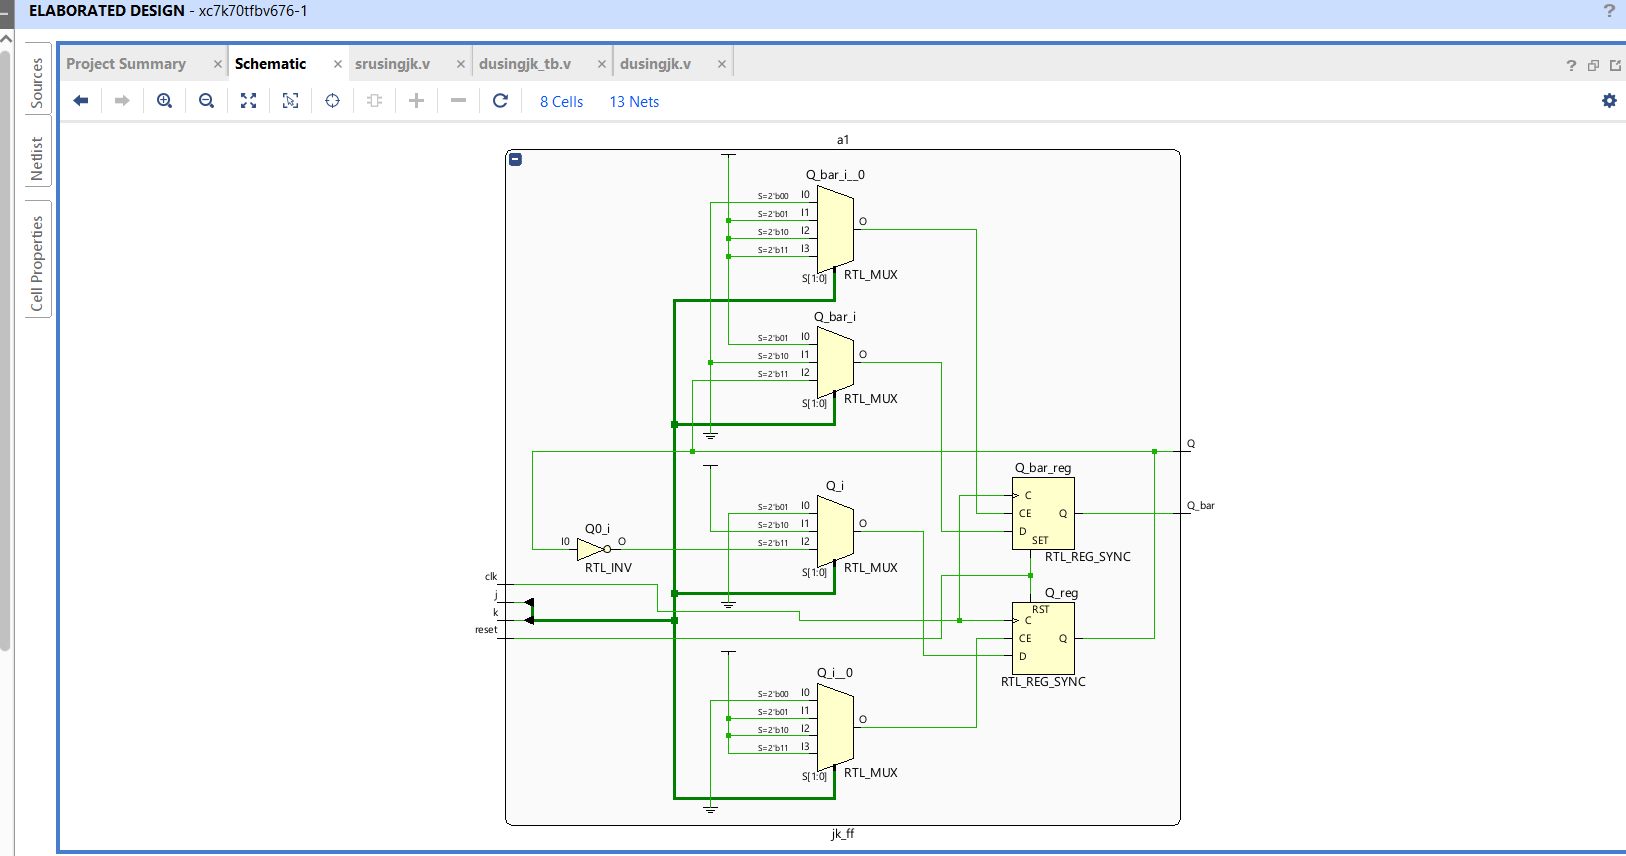 ELABORATED DESIGN - xc7k70tfbv676-1
?
Sources
Netlist
Cell Properties
Project Summary
Schematic
srusingjk.v
dusingjk_tb.v
dusingjk.v
?
8 Cells
13 Nets
a1
Q_bar_i__0
S=2'b00 I0
S=2'b01 I1
S=2'b10 I2
S=2'b11 I3
O
S[1:0]
RTL_MUX
Q_bar_i
S=2'b01 I0
S=2'b10 I1
S=2'b11 I2
O
S[1:0]
RTL_MUX
Q
Q_bar_reg
C
CE Q
D
SET
RTL_REG_SYNC
Q_bar
Q_i
S=2'b01 I0
S=2'b10 I1
S=2'b11 I2
O
S[1:0]
RTL_MUX
Q0_i
I0 O
RTL_INV
clk
j
k
reset
Q_reg
RST
C
CE Q
D
RTL_REG_SYNC
Q_i__0
S=2'b00 I0
S=2'b01 I1
S=2'b10 I2
S=2'b11 I3
O
S[1:0]
RTL_MUX
jk_ff